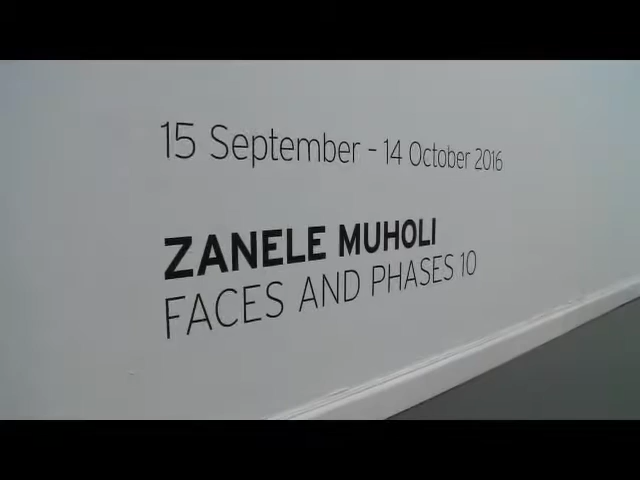 15 September - 14 October 2016
ZANELE MUHOLI
FACES AND PHASES 10